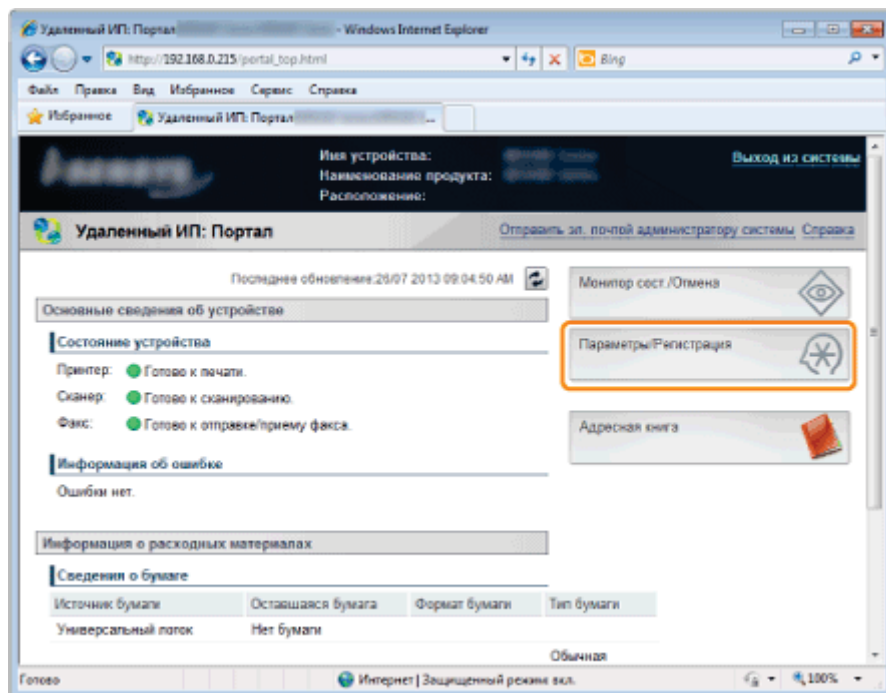 Удаленный ИП: Портал - Windows Internet Explorer
http://192.168.0.215/portal_top.html Bing
Файл Правка Вид Избранное Сервис Справка
Избранное Удаленный ИП: Портал ...
Имя устройства:
Наименование продукта:
Расположение:
Выход из системы
Удаленный ИП: Портал
Отправить эл. почтой администратору системы Справка
Последнее обновление:26/07 2013 09:04:50 AM
Монитор сост./Отмена
Основные сведения об устройстве
Параметры/Регистрация
Состояние устройства
Принтер: Готово к печати.
Сканер: Готово к сканированию.
Факс: Готово к отправке/приему факса.
Адресная книга
Информация об ошибке
Ошибки нет.
Информация о расходных материалах
Сведения о бумаге
Источник бумаги Оставшаяся бумага Формат бумаги Тип бумаги
Универсальный лоток Нет бумаги
Обычная
Готово Интернет | Защищенный режим вкл. 100%